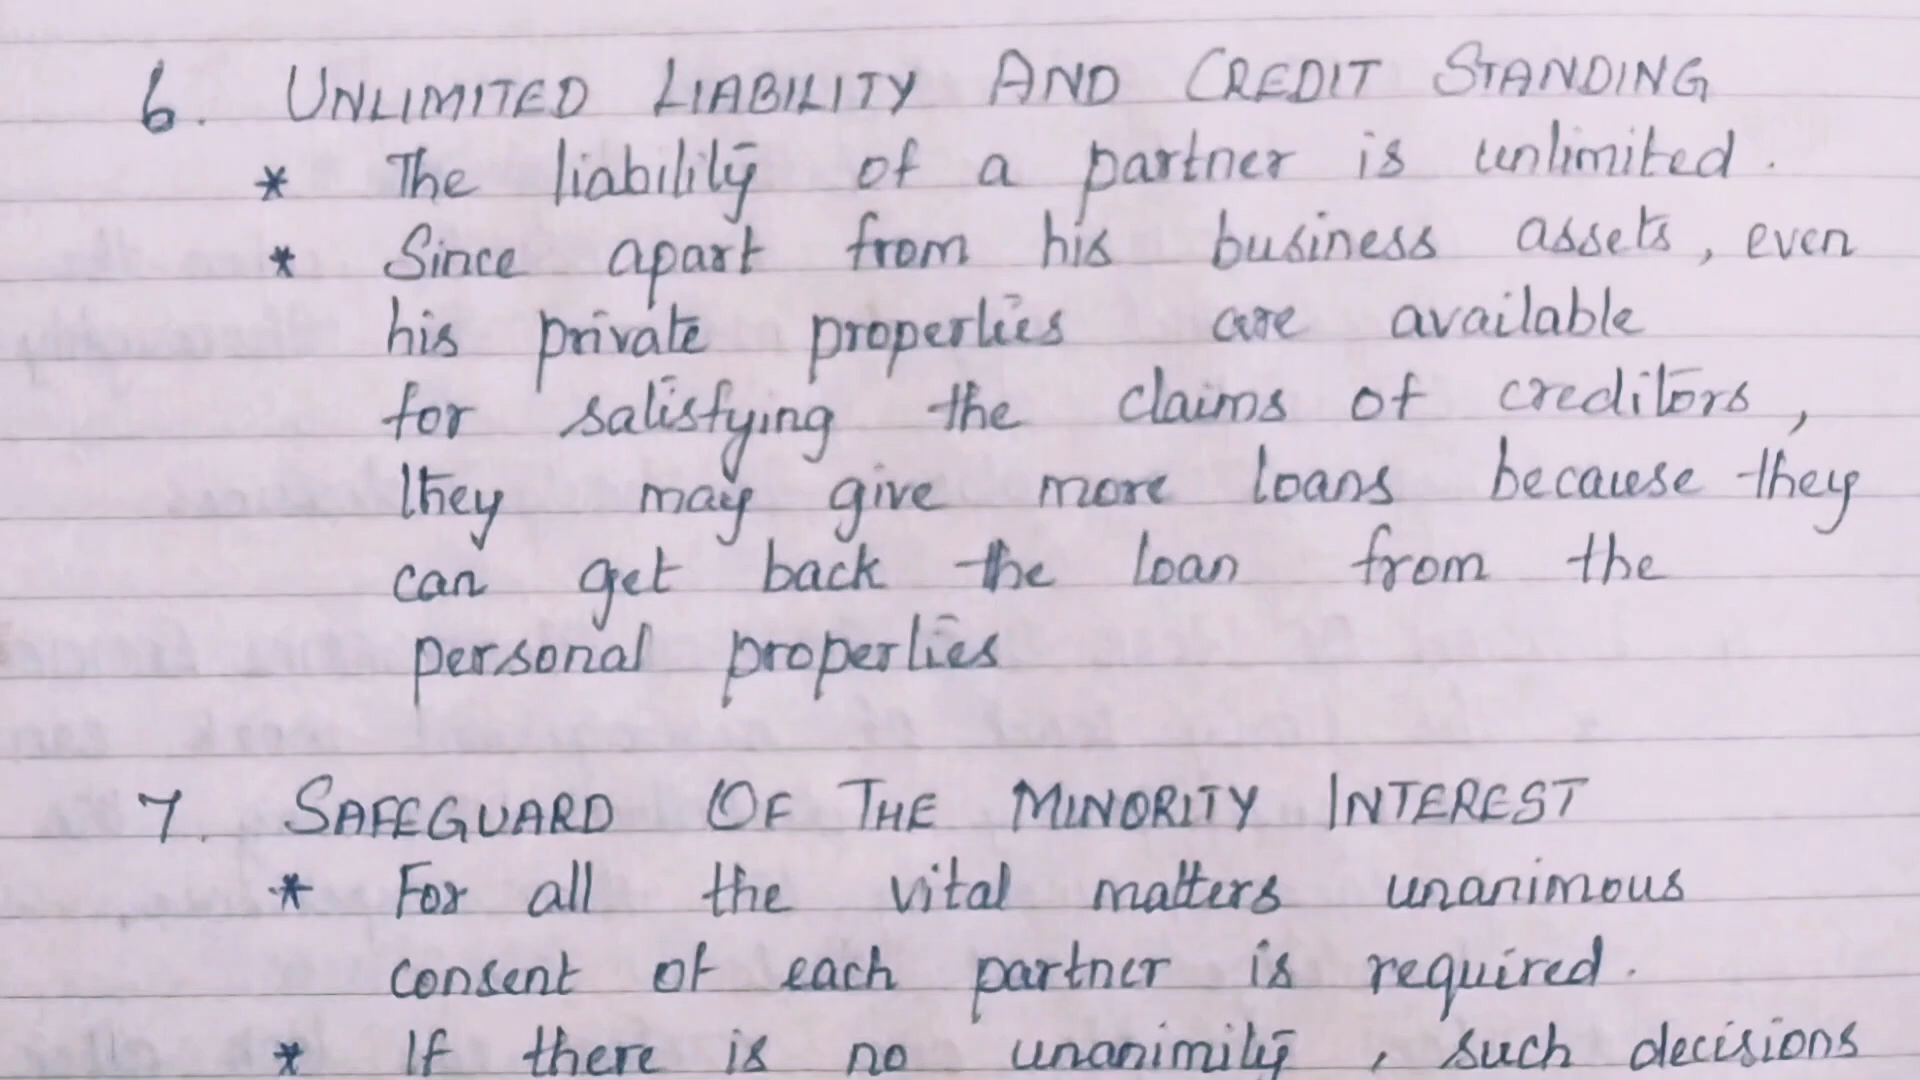 6. UNLIMITED LIABILITY AND CREDIT STANDING
* The liability of a partner is unlimited.
* Since apart from his business assets, even
his private properties are available
for satisfying the claims of creditors,
they may give more loans because they
can get back the loan from the
personal properties
7. SAFEGUARD OF THE MINORITY INTEREST
* For all the vital matters unanimous
consent of each partner is required.
* If there is no unanimity, such decisions